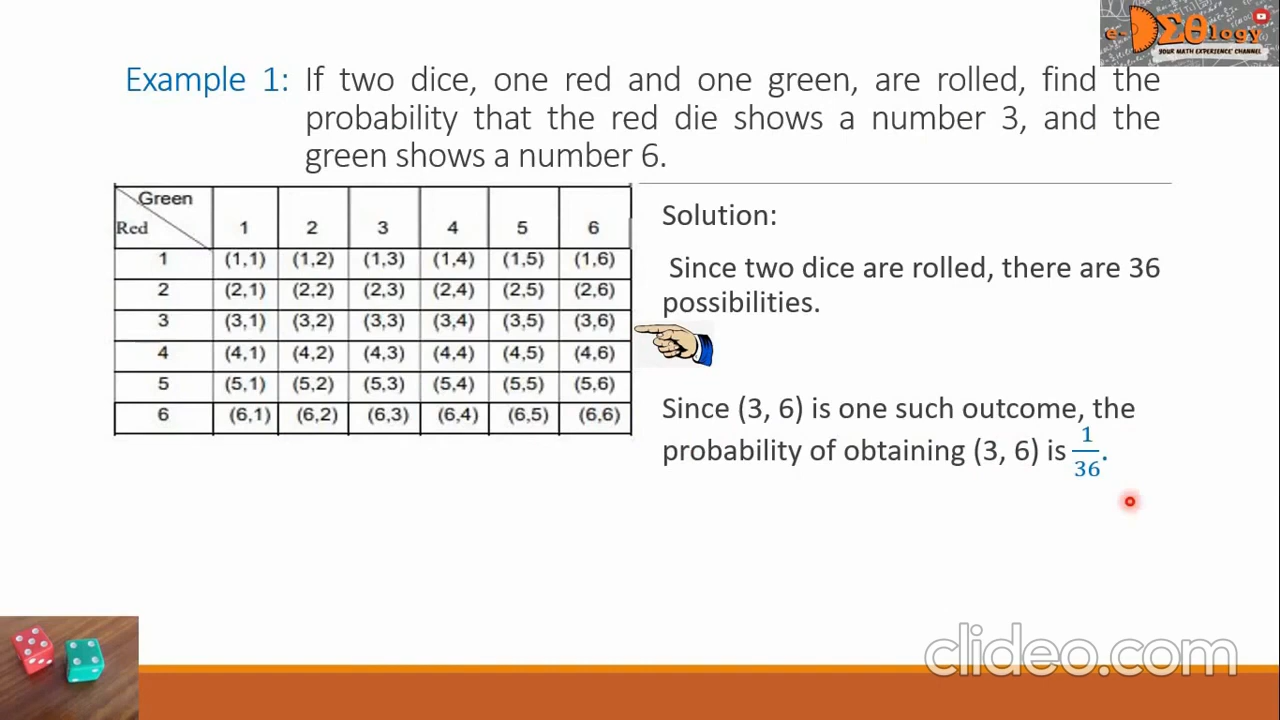 e-DEOlogy
YOUR MATH EXPERIENCE CHANNEL
Example 1: If two dice, one red and one green, are rolled, find the
probability that the red die shows a number 3, and the
green shows a number 6.
Green
Red 1 2 3 4 5 6
1 (1,1) (1,2) (1,3) (1,4) (1,5) (1,6)
2 (2,1) (2,2) (2,3) (2,4) (2,5) (2,6)
3 (3,1) (3,2) (3,3) (3,4) (3,5) (3,6)
4 (4,1) (4,2) (4,3) (4,4) (4,5) (4,6)
5 (5,1) (5,2) (5,3) (5,4) (5,5) (5,6)
6 (6,1) (6,2) (6,3) (6,4) (6,5) (6,6)
Solution:
Since two dice are rolled, there are 36
possibilities.
Since (3, 6) is one such outcome, the
probability of obtaining (3, 6) is 1/36.
clideo.com